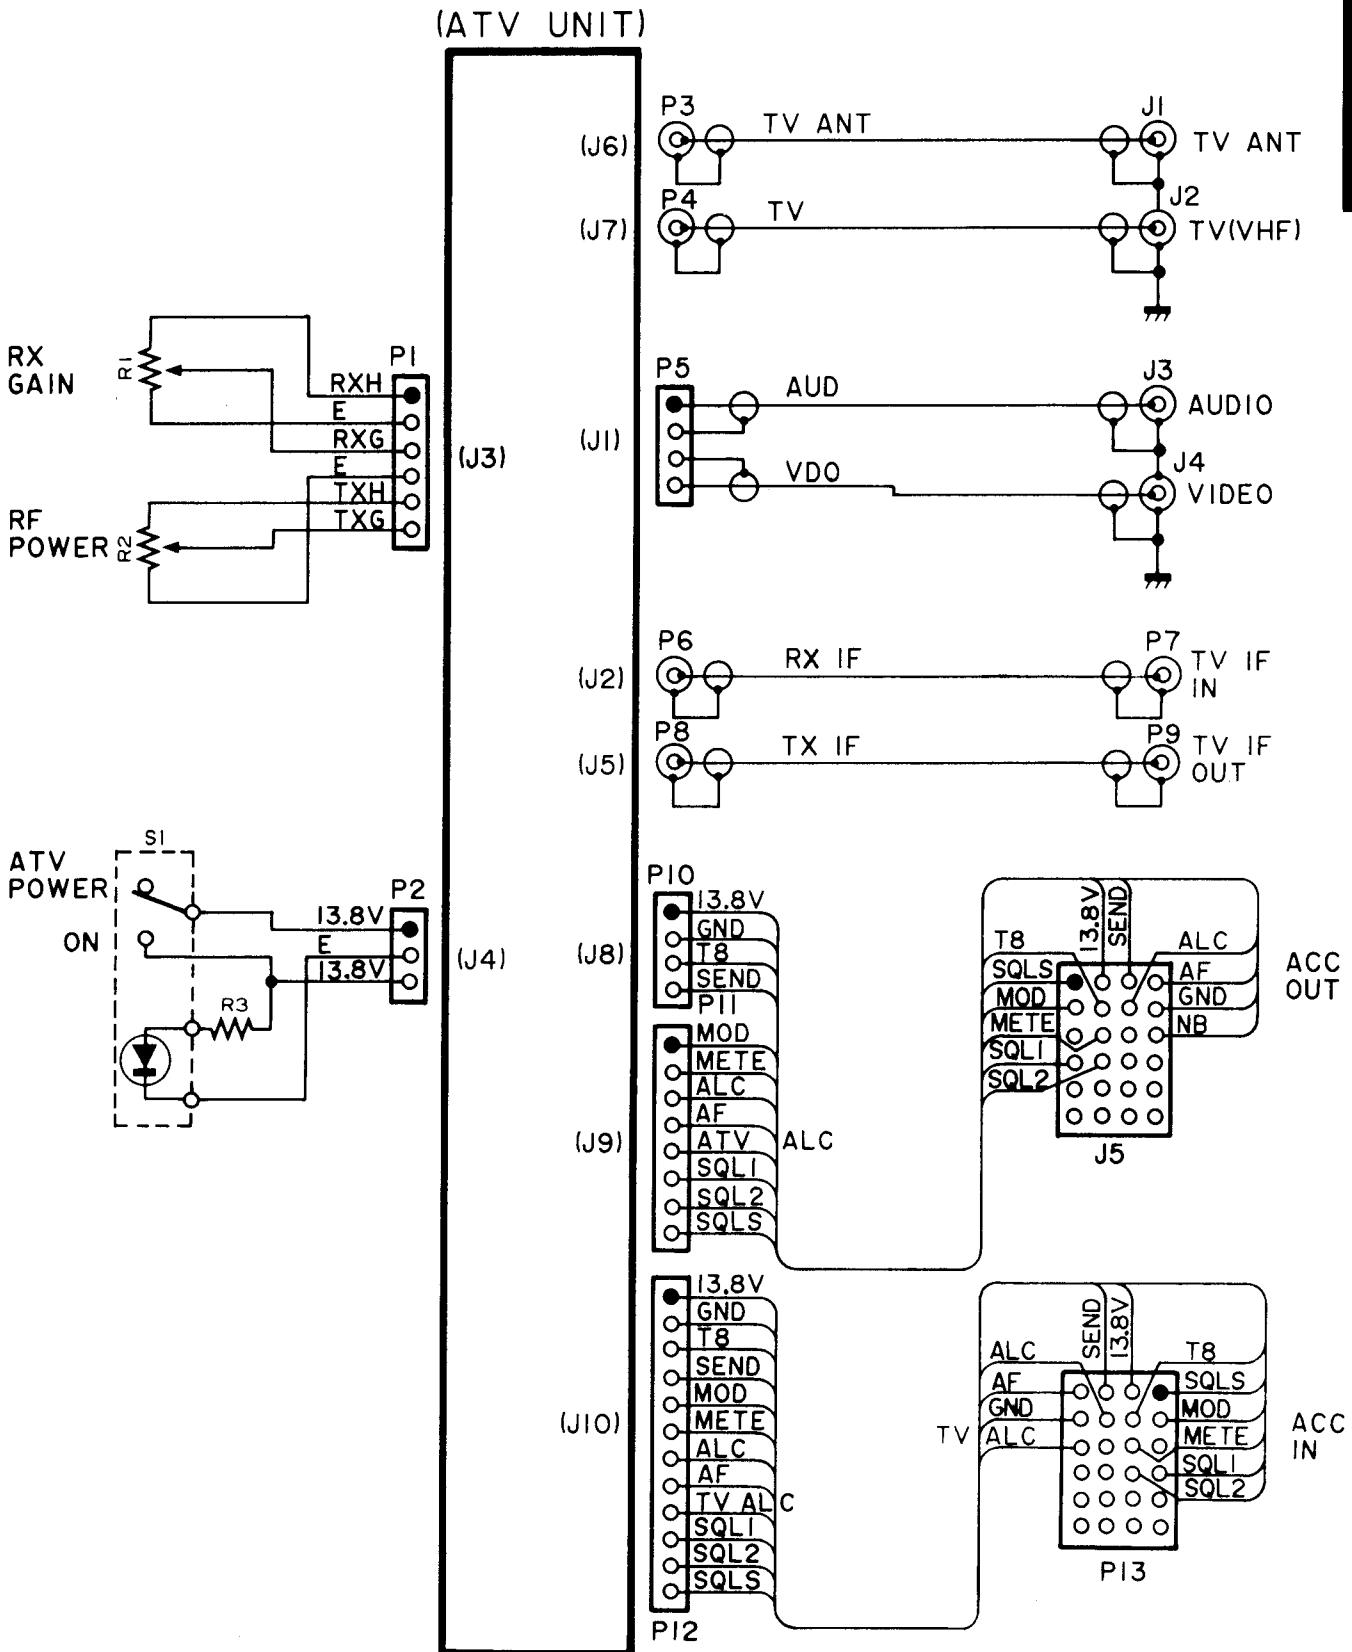 (ATV UNIT)
P3
TV ANT
J1
(J6)
TV ANT
P4
TV
J2
(J7)
TV(VHF)
RX
GAIN
R1
P1
RXH
E
RXG
E
TXH
TXG
(J3)
RF
POWER
R2
P5
AUD
J3
AUDIO
(J1)
VDO
J4
VIDEO
P6
RX IF
P7
TV IF
IN
(J2)
P8
TX IF
P9
TV IF
OUT
(J5)
S1
ATV
POWER
ON
R3
P2
13.8V
E
13.8V
(J4)
P10
13.8V
GND
T8
SEND
(J8)
P11
MOD
METE
ALC
AF
ATV ALC
SQL1
SQL2
SQLS
(J9)
13.8V
SEND
T8
SQLS
MOD
METE
SQL1
SQL2
ALC
AF
GND
NB
ACC
OUT
J5
13.8V
GND
T8
SEND
MOD
METE
ALC
AF
TV ALC
SQL1
SQL2
SQLS
(J10)
P12
SEND
13.8V
ALC
AF
GND
TV ALC
T8
SQLS
MOD
METE
SQL1
SQL2
ACC
IN
P13